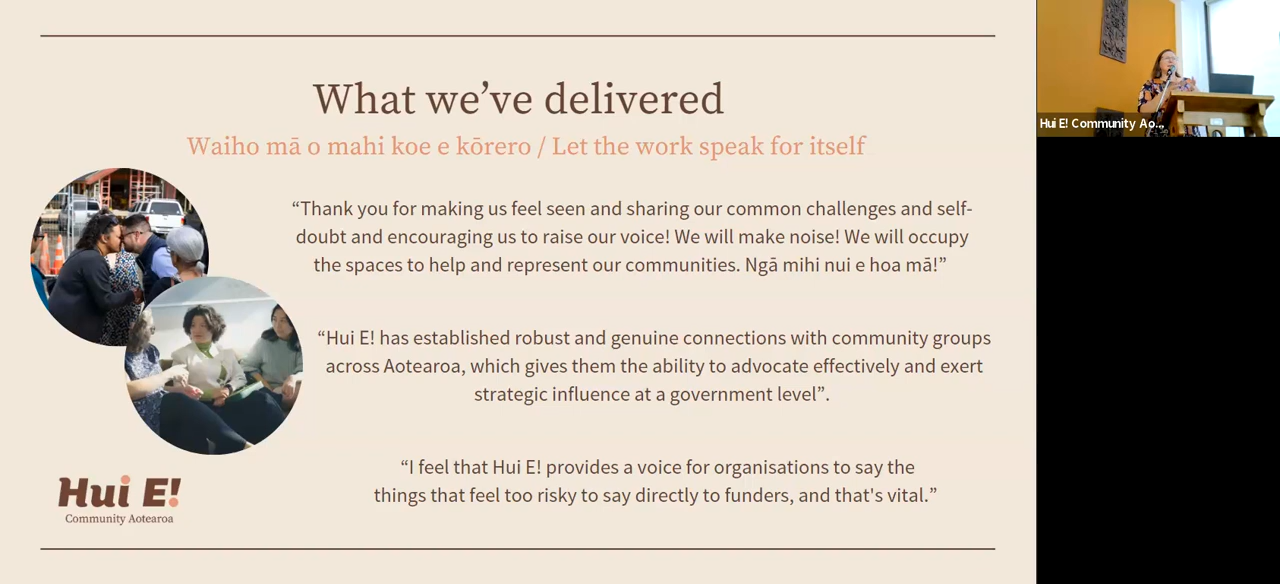 What we’ve delivered
Waiho mā o mahi koe e kōrero / Let the work speak for itself
“Thank you for making us feel seen and sharing our common challenges and self-
doubt and encouraging us to raise our voice! We will make noise! We will occupy
the spaces to help and represent our communities. Ngā mihi nui e hoa mā!”
“Hui E! has established robust and genuine connections with community groups
across Aotearoa, which gives them the ability to advocate effectively and exert
strategic influence at a government level”.
“I feel that Hui E! provides a voice for organisations to say the
things that feel too risky to say directly to funders, and that's vital.”
Hui E!
Community Aotearoa
Hui E! Community Ao...